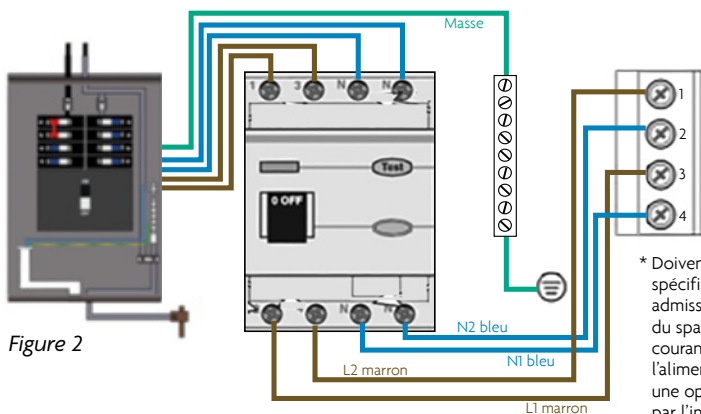 Masse
1
3
N
N
Test
0 OFF
N
N
1
2
3
4
N2 bleu
N1 bleu
L2 marron
L1 marron
Figure 2
* Doiver
spécifi
admiss
du spa
couran
l'alimer
une op
par l'in